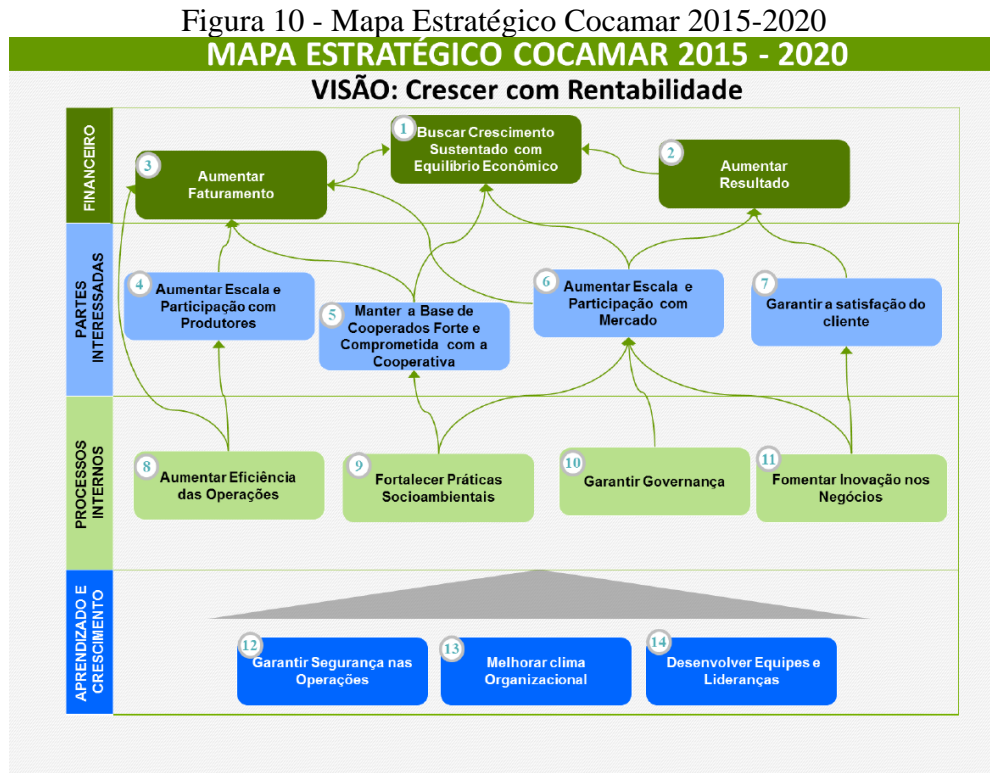 Figura 10 - Mapa Estratégico Cocamar 2015-2020
MAPA ESTRATÉGICO COCAMAR 2015 - 2020
VISÃO: Crescer com Rentabilidade
FINANCEIRO
1
Buscar Crescimento
Sustentado com
Equilíbrio Econômico
2
Aumentar
Resultado
3
Aumentar
Faturamento
PARTES
INTERESSADAS
4
Aumentar Escala e
Participação com
Produtores
5
Manter a Base de
Cooperados Forte e
Comprometida com a
Cooperativa
6
Aumentar Escala e
Participação com
Mercado
7
Garantir a satisfação do
cliente
PROCESSOS
INTERNOS
8
Aumentar Eficiência
das Operações
9
Fortalecer Práticas
Socioambientais
10
Garantir Governança
11
Fomentar Inovação nos
Negócios
APRENDIZADO E
CRESCIMENTO
12
Garantir Segurança nas
Operações
13
Melhorar clima
Organizacional
14
Desenvolver Equipes e
Lideranças